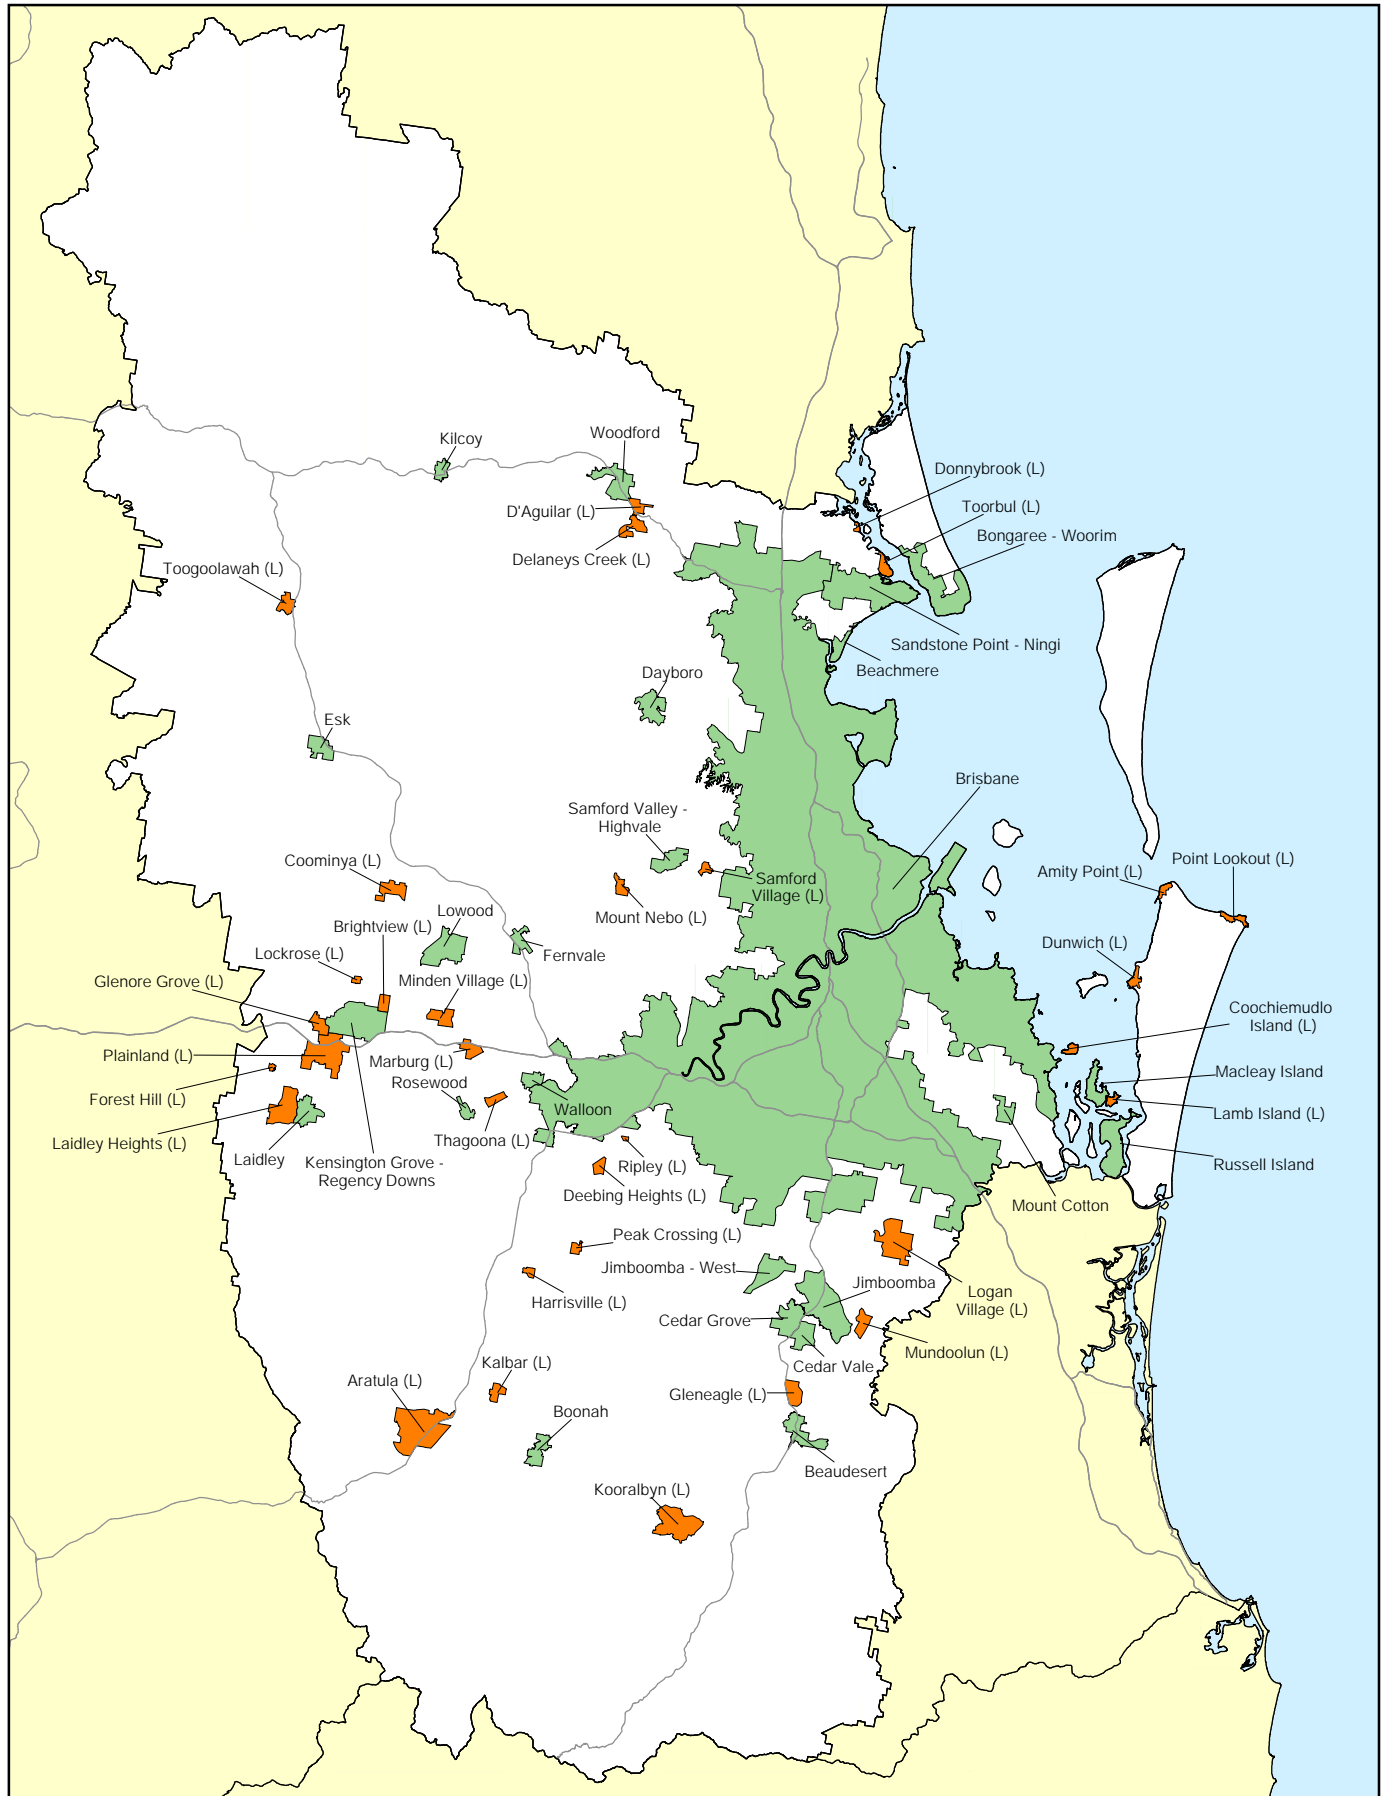 Kilcoy
Woodford
Donnybrook (L)
D'Aguilar (L)
Toorbul (L)
Bongaree - Woorim
Delaneys Creek (L)
Toogoolawah (L)
Sandstone Point - Ningi
Beachmere
Dayboro
Esk
Brisbane
Samford Valley -
Highvale
Coominya (L)
Point Lookout (L)
Amity Point (L)
Samford
Village (L)
Lowood
Mount Nebo (L)
Brightview (L)
Dunwich (L)
Lockrose (L)
Fernvale
Glenore Grove (L)
Minden Village (L)
Coochiemudlo
Island (L)
Plainland (L)
Marburg (L)
Macleay Island
Rosewood
Forest Hill (L)
Walloon
Lamb Island (L)
Laidley Heights (L)
Thagoona (L)
Laidley
Kensington Grove -
Regency Downs
Ripley (L)
Russell Island
Deebing Heights (L)
Mount Cotton
Peak Crossing (L)
Jimboomba - West
Jimboomba
Logan
Village (L)
Harrisville (L)
Cedar Grove
Mundoolun (L)
Kalbar (L)
Cedar Vale
Aratula (L)
Gleneagle (L)
Boonah
Beaudesert
Kooralbyn (L)